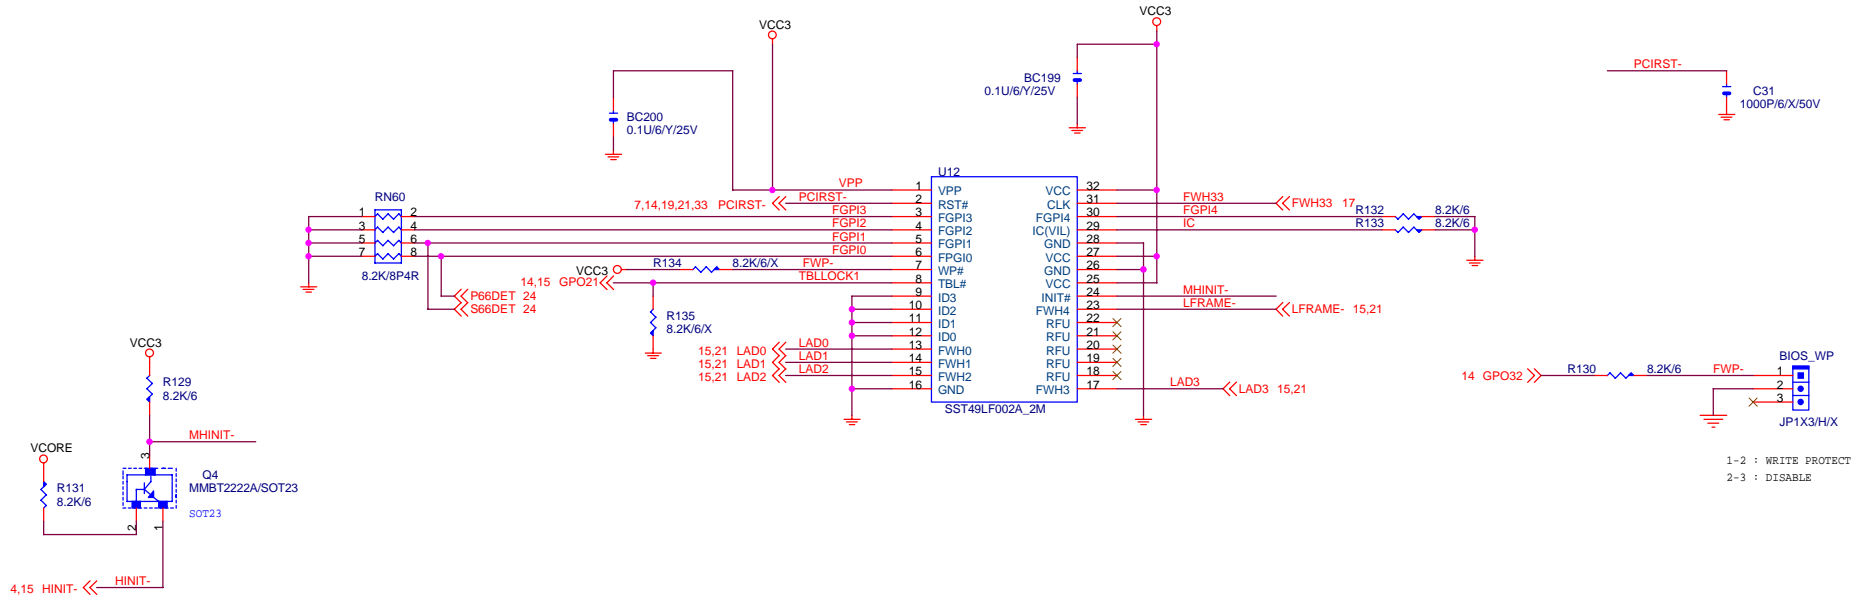 VCC3
VCC3
PCIRST-
C31
1000P/6/X/50V
BC199
0.1U/6/Y/25V
BC200
0.1U/6/Y/25V
U12
RN60
1 2
3 4
5 6
7 8
8.2K/8P4R
VPP 1 VPP
7,14,19,21,33 PCIRST- PCIRST- 2 RST#
FGPI3 3 FGPI3
FGPI2 4 FGPI2
FGPI1 5 FGPI1
FGPI0 6 FPGI0
VCC3 R134 8.2K/6/X FWP- 7 WP#
14,15 GPO21 TBLLOCK1 8 TBL#
9 ID3
10 ID2
11 ID1
12 ID0
15,21 LAD0 LAD0 13 FWH0
15,21 LAD1 LAD1 14 FWH1
15,21 LAD2 LAD2 15 FWH2
16 GND
P66DET 24
S66DET 24
R135
8.2K/6/X
VCC 32
CLK 31 FWH33 FWH33 17
FGPI4 30 FGPI4 R132 8.2K/6
IC(VIL) 29 IC R133 8.2K/6
GND 28
VCC 27
GND 26
VCC 25
INIT# 24 MHINIT-
FWH4 23 LFRAME- LFRAME- 15,21
RFU 22
RFU 21
RFU 20
RFU 19
RFU 18
FWH3 17 LAD3 LAD3 15,21
SST49LF002A_2M
VCC3
R129
8.2K/6
MHINIT-
VCORE
R131
8.2K/6
3
Q4
MMBT2222A/SOT23
SOT23
2 1
4,15 HINIT- HINIT-
BIOS_WP
14 GPO32 R130 8.2K/6 FWP- 1
2
3
JP1X3/H/X
1-2 : WRITE PROTECT
2-3 : DISABLE